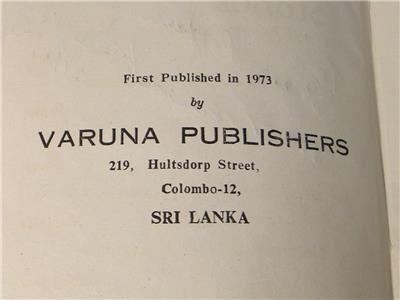 First Published in 1973
by
VARUNA PUBLISHERS
219, Hultsdorp Street,
Colombo-12,
SRI LANKA